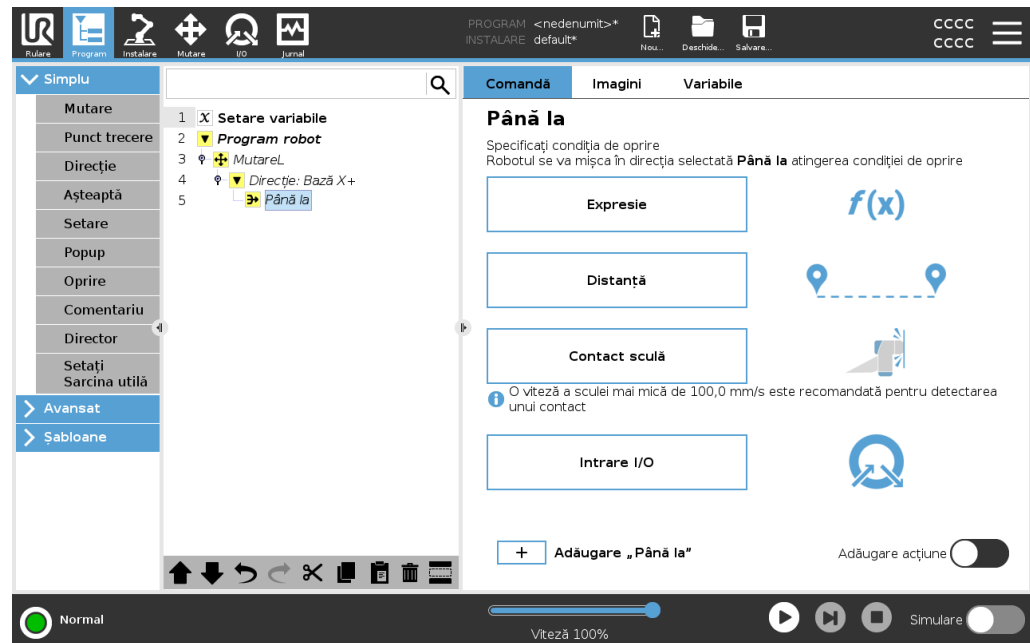 PROGRAM <nedenumit>*
INSTALARE default*
cccc
cccc
Rulare
Program
Instalare
Mutare
I/O
Jurnal
Nou...
Deschide...
Salvare...
Simplu
Mutare
Punct trecere
Direcție
Așteaptă
Setare
Popup
Oprire
Comentariu
Director
Setați
Sarcina utilă
Avansat
Șabloane
1 X Setare variabile
2 Program robot
3 MutareL
4 Direcție: Bază X+
5 Până la
Comandă Imagini Variabile
Până la
Specificați condiția de oprire
Robotul se va mișca în direcția selectată Până la atingerea condiției de oprire
Expresie
f(x)
Distanță
Contact sculă
O viteză a sculei mai mică de 100,0 mm/s este recomandată pentru detectarea
unui contact
Intrare I/O
+ Adăugare „Până la”
Adăugare acțiune
Normal
Viteză 100%
Simulare